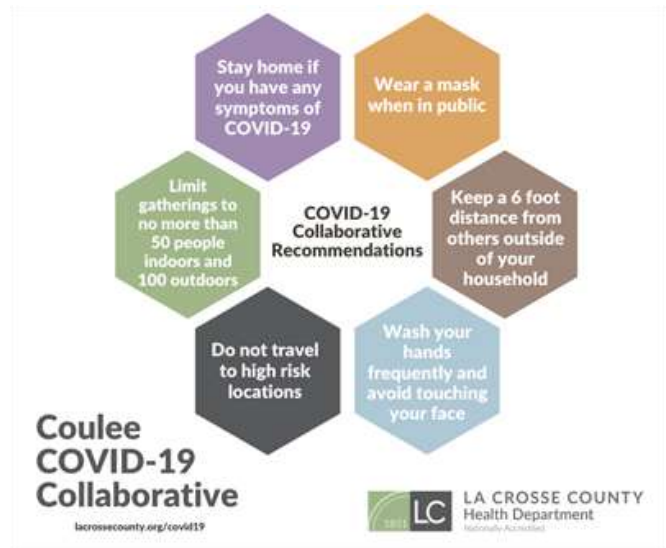 Stay home if
you have any
symptoms of
COVID-19
Wear a mask
when in public
Limit
gatherings to
no more than
50 people
indoors and
100 outdoors
COVID-19
Collaborative
Recommendations
Keep a 6 foot
distance from
others outside
of your
household
Do not travel
to high risk
locations
Wash your
hands
frequently and
avoid touching
your face
Coulee
COVID-19
Collaborative
lacrossecounty.org/covid19
1851
LC
LA CROSSE COUNTY
Health Department
Nationally Accredited